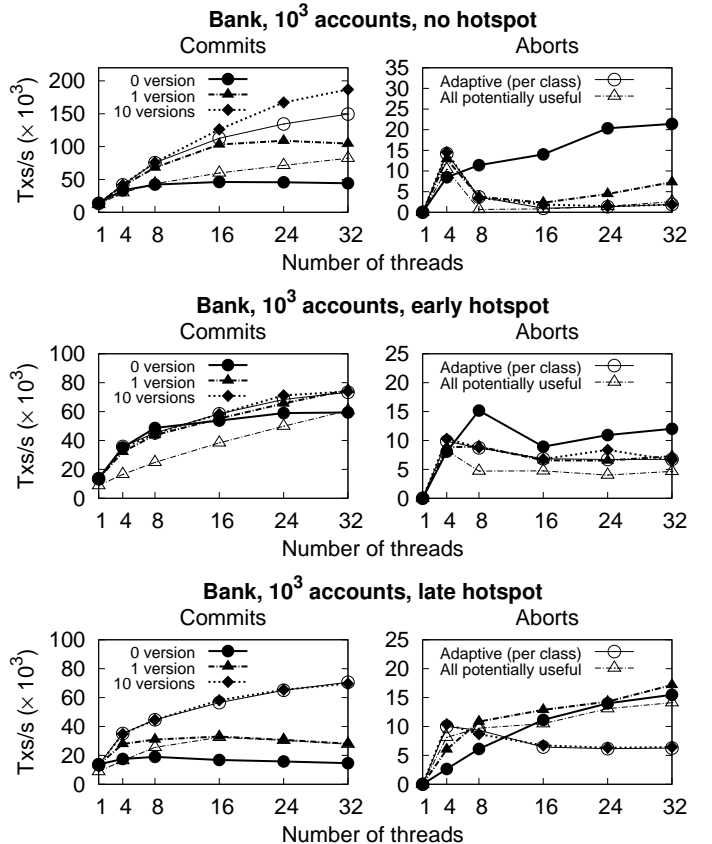 Bank, 10³ accounts, no hotspot
Commits
Aborts
Txs/s (× 10³)
220
200
150
100
50
0
0 version
1 version
10 versions
1 4 8 16 24 32
Number of threads
35
30
25
20
15
10
5
0
Adaptive (per class)
All potentially useful
1 4 8 16 24 32
Number of threads
Bank, 10³ accounts, early hotspot
Commits
Aborts
Txs/s (× 10³)
100
80
60
40
20
0
0 version
1 version
10 versions
1 4 8 16 24 32
Number of threads
25
20
15
10
5
0
Adaptive (per class)
All potentially useful
1 4 8 16 24 32
Number of threads
Bank, 10³ accounts, late hotspot
Commits
Aborts
Txs/s (× 10³)
100
80
60
40
20
0
0 version
1 version
10 versions
1 4 8 16 24 32
Number of threads
25
20
15
10
5
0
Adaptive (per class)
All potentially useful
1 4 8 16 24 32
Number of threads